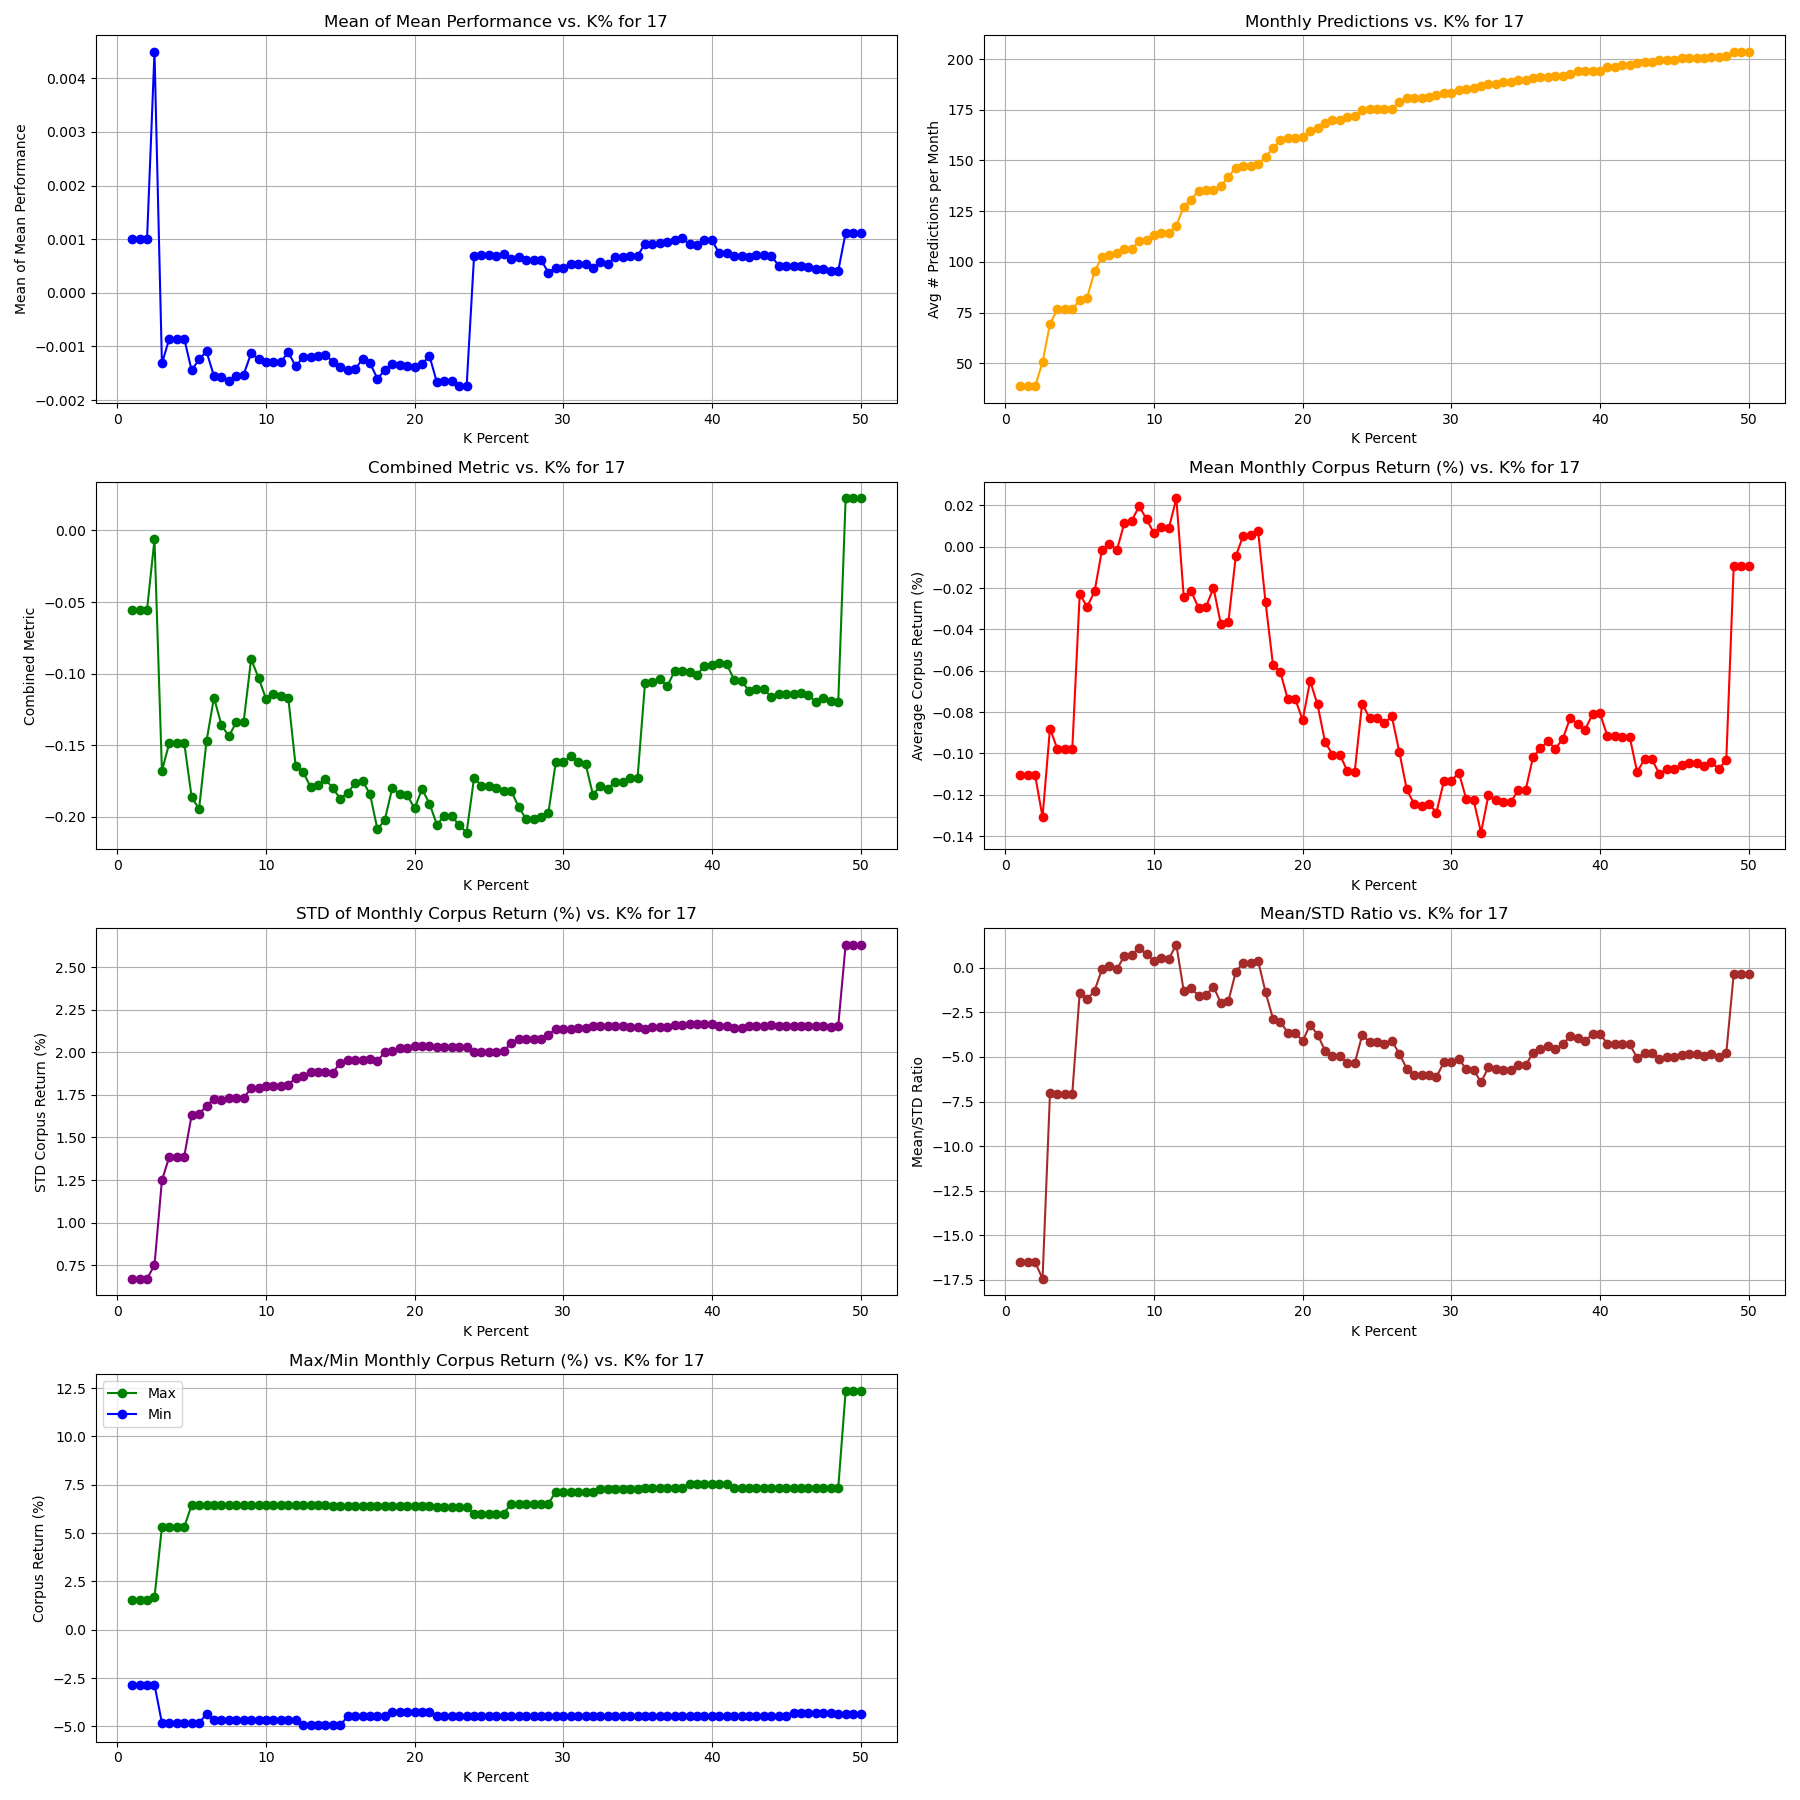 Mean of Mean Performance vs. K% for 17
Mean of Mean Performance
0.004
0.003
0.002
0.001
0.000
−0.001
−0.002
0 10 20 30 40 50
K Percent
Monthly Predictions vs. K% for 17
Avg # Predictions per Month
200
175
150
125
100
75
50
0 10 20 30 40 50
K Percent
Combined Metric vs. K% for 17
Combined Metric
0.00
−0.05
−0.10
−0.15
−0.20
0 10 20 30 40 50
K Percent
Mean Monthly Corpus Return (%) vs. K% for 17
Average Corpus Return (%)
0.02
0.00
−0.02
−0.04
−0.06
−0.08
−0.10
−0.12
−0.14
0 10 20 30 40 50
K Percent
STD of Monthly Corpus Return (%) vs. K% for 17
STD Corpus Return (%)
2.50
2.25
2.00
1.75
1.50
1.25
1.00
0.75
0 10 20 30 40 50
K Percent
Mean/STD Ratio vs. K% for 17
Mean/STD Ratio
0.0
−2.5
−5.0
−7.5
−10.0
−12.5
−15.0
−17.5
0 10 20 30 40 50
K Percent
Max/Min Monthly Corpus Return (%) vs. K% for 17
Corpus Return (%)
Max
Min
12.5
10.0
7.5
5.0
2.5
0.0
−2.5
−5.0
0 10 20 30 40 50
K Percent